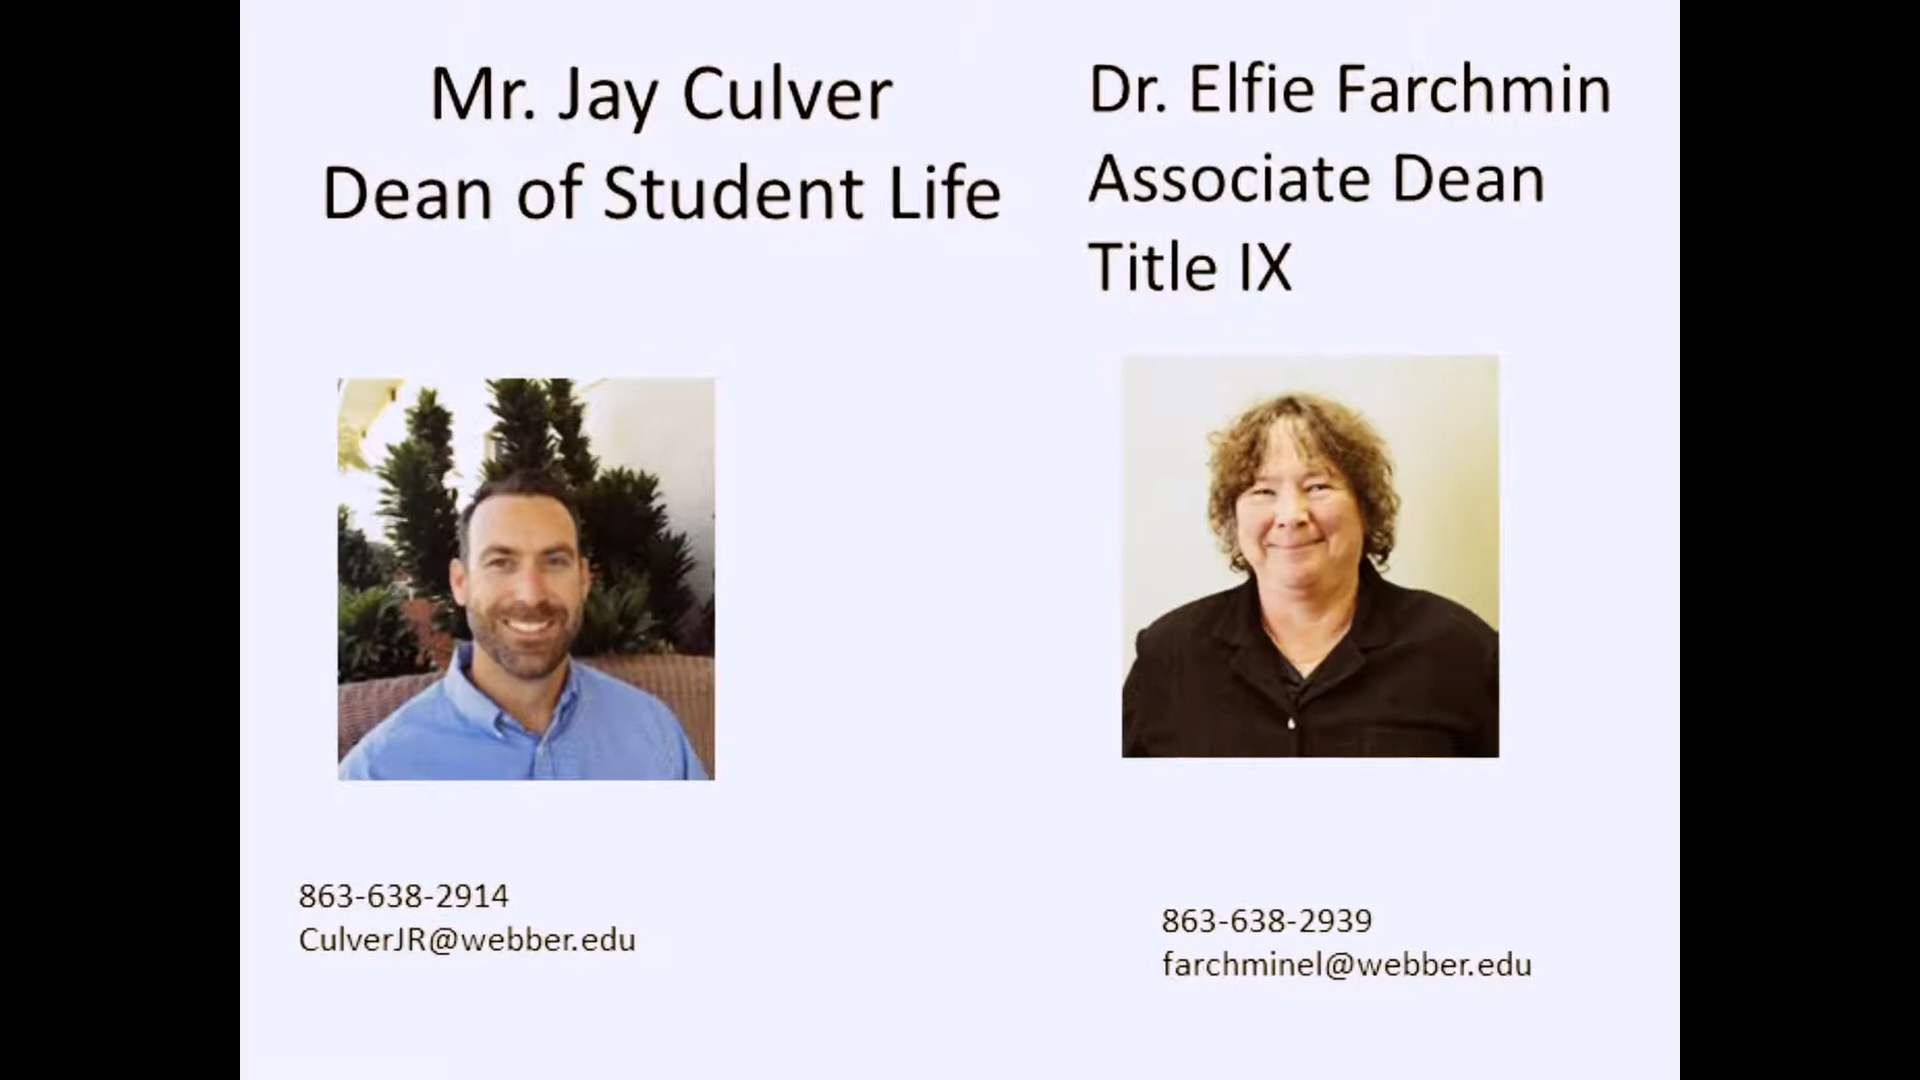 Mr. Jay Culver
Dean of Student Life
Dr. Elfie Farchmin
Associate Dean
Title IX
863-638-2914
CulverJR@webber.edu
863-638-2939
farchminel@webber.edu